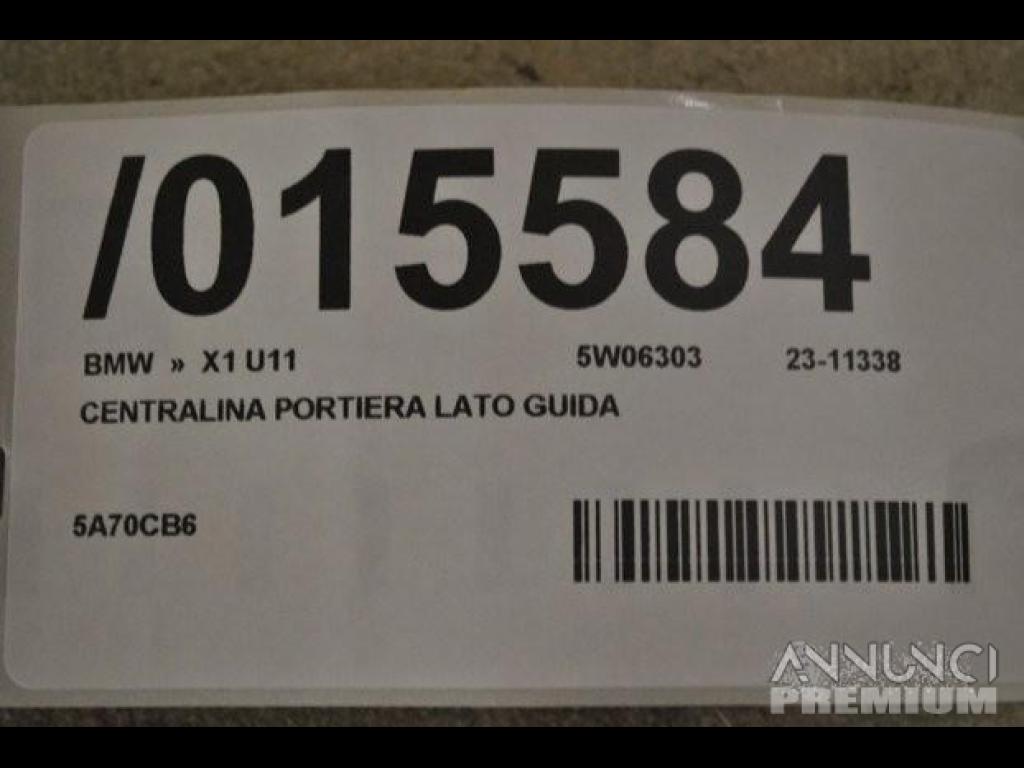 /015584
BMW » X1 U11 5W06303 23-11338
CENTRALINA PORTIERA LATO GUIDA
5A70CB6
ANNUNCI
PREMIUM